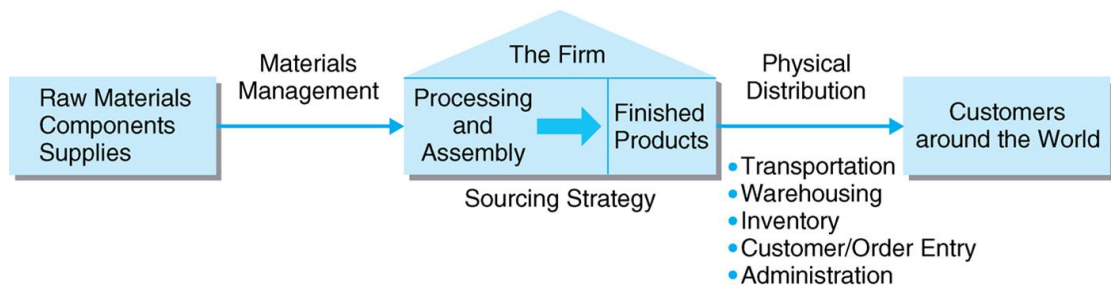 Raw Materials
Components
Supplies
Materials
Management
The Firm
Processing
and
Assembly
Finished
Products
Sourcing Strategy
Physical
Distribution
Transportation
Warehousing
Inventory
Customer/Order Entry
Administration
Customers
around the World